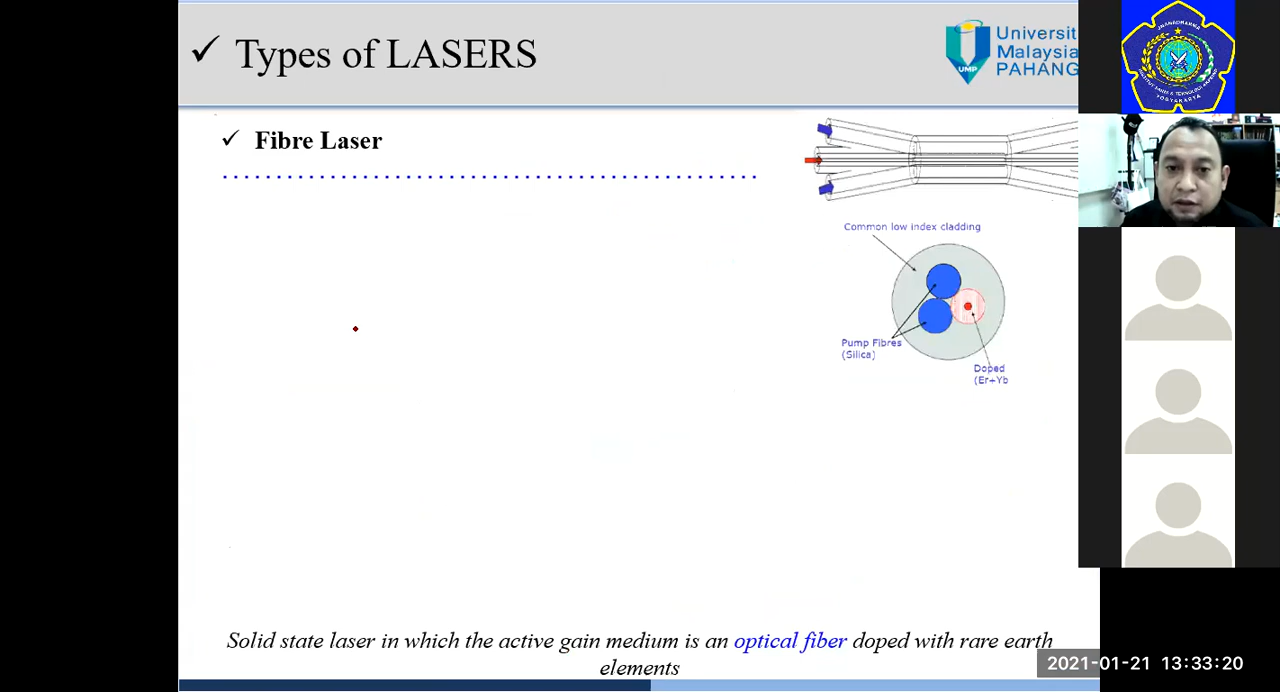 ✓ Types of LASERS
Universit
Malaysia
PAHANG
UMP
✓ Fibre Laser
Common low index cladding
Pump Fibres
(Silica)
Doped
(Er+Yb
Solid state laser in which the active gain medium is an optical fiber doped with rare earth
elements
YOGYAKARTA
2021-01-21 13:33:20